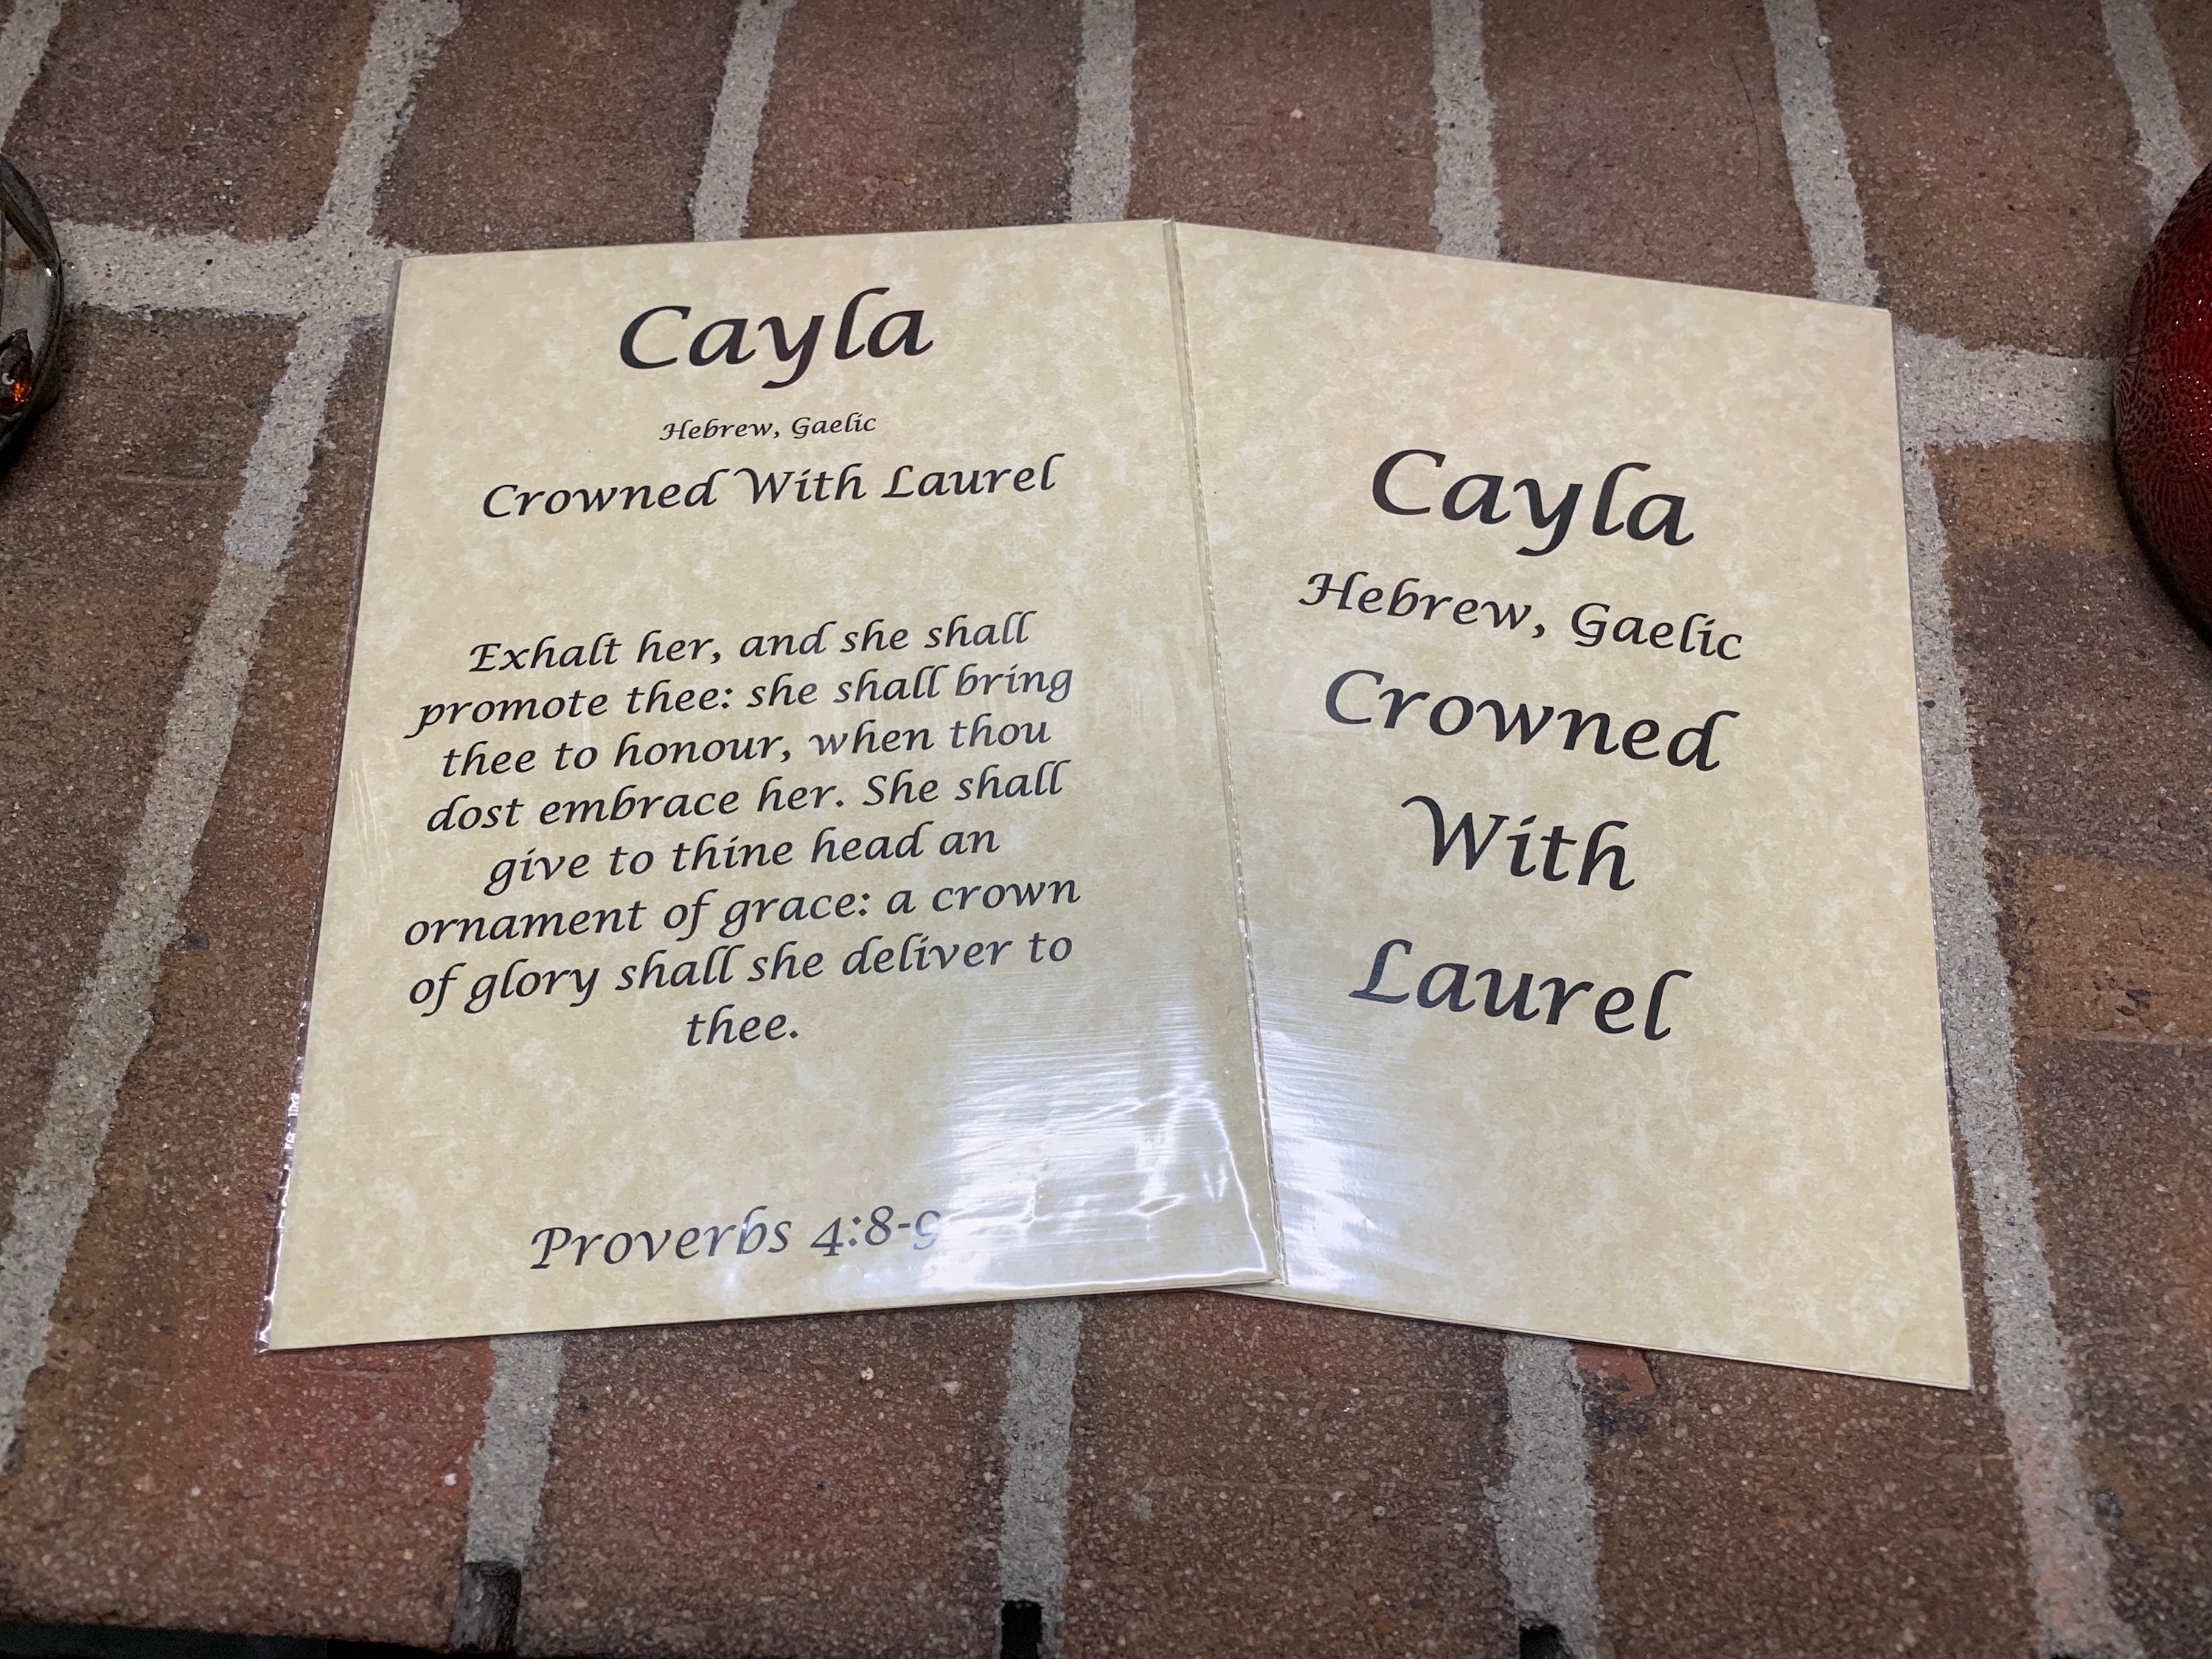 Cayla
Hebrew, Gaelic
Crowned With Laurel
Exhalt her, and she shall
promote thee: she shall bring
thee to honour, when thou
dost embrace her. She shall
give to thine head an
ornament of grace: a crown
of glory shall she deliver to
thee.
Proverbs 4:8-9
Cayla
Hebrew, Gaelic
Crowned
With
Laurel